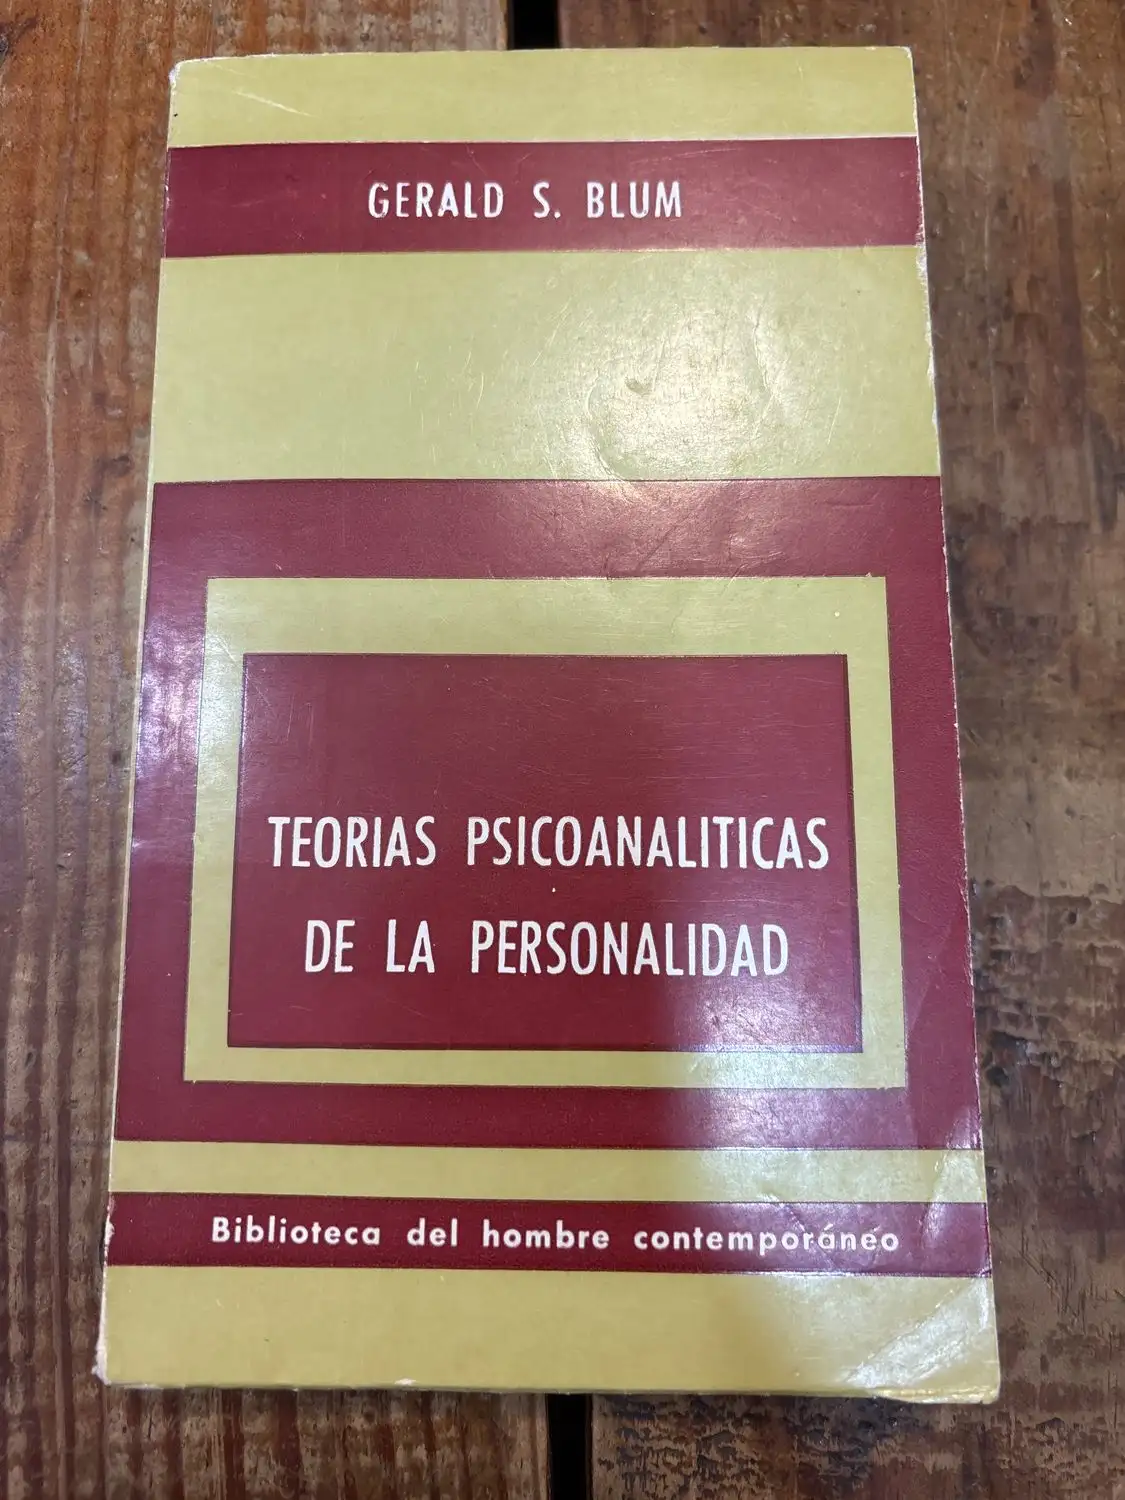 GERALD S. BLUM
TEORIAS PSICOANALITICAS
DE LA PERSONALIDAD
Biblioteca del hombre contemporáneo